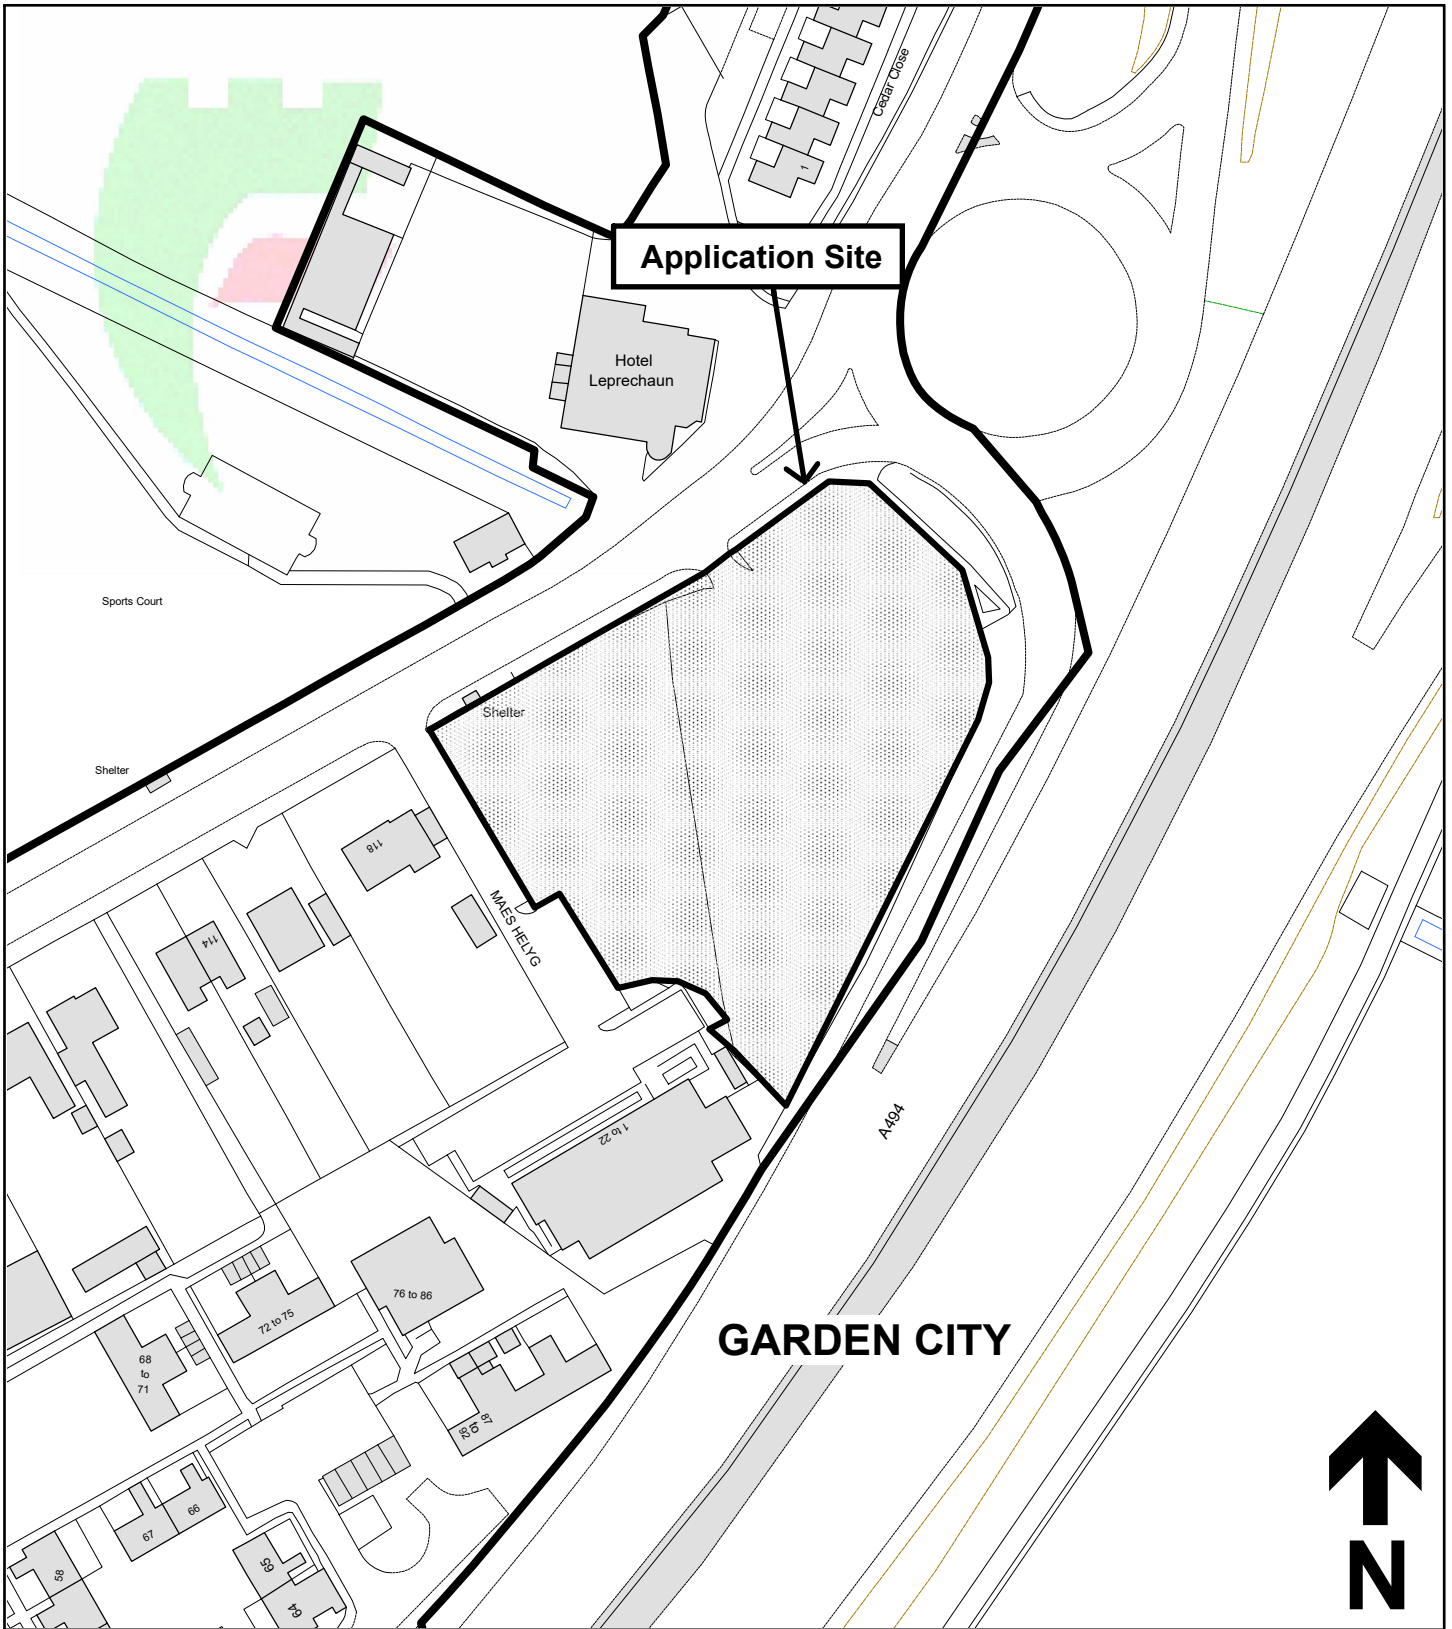 Cedar Close
1
Application Site
Hotel
Leprechaun
Sports Court
Shelter
Shelter
118
MAES HELYG
114
A494
1 to 22
76 to 86
72 to 75
GARDEN CITY
68
to
71
87
to
92
66
67
65
58
64
N